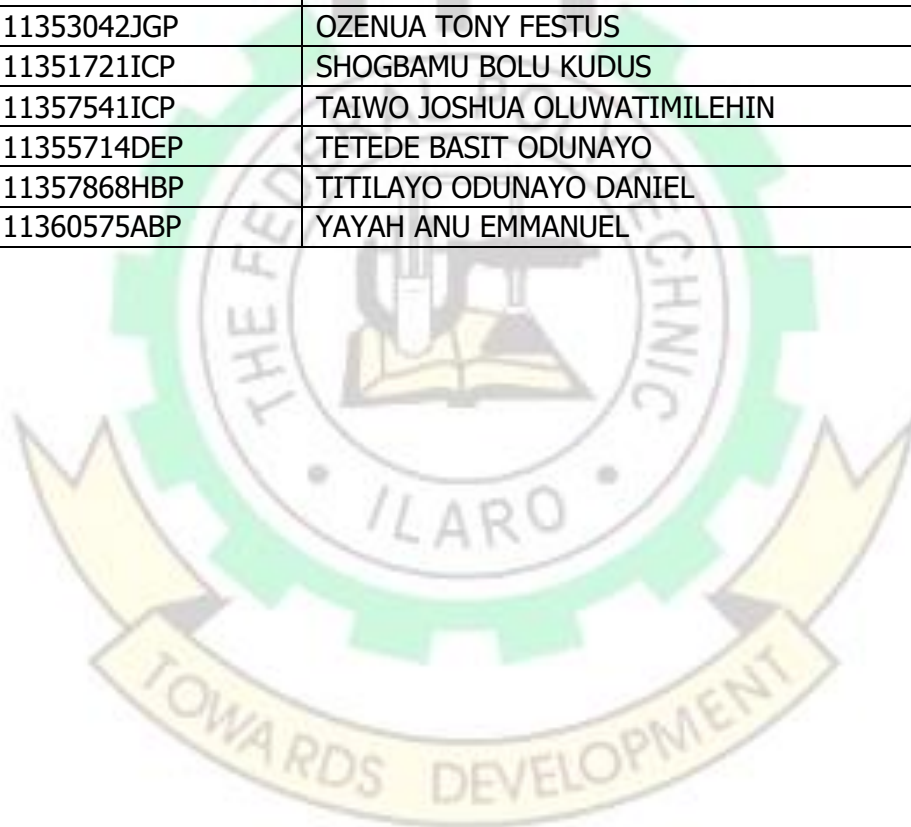 11353042JGP OZENUA TONY FESTUS
11351721ICP SHOGBAMU BOLU KUDUS
11357541ICP TAIWO JOSHUA OLUWATIMILEHIN
11355714DEP TETEDE BASIT ODUNAYO
11357868HBP TITILAYO ODUNAYO DANIEL
11360575ABP YAYAH ANU EMMANUEL
THE FEDERAL POLYTECHNIC
ILARO
TOWARDS DEVELOPMENT